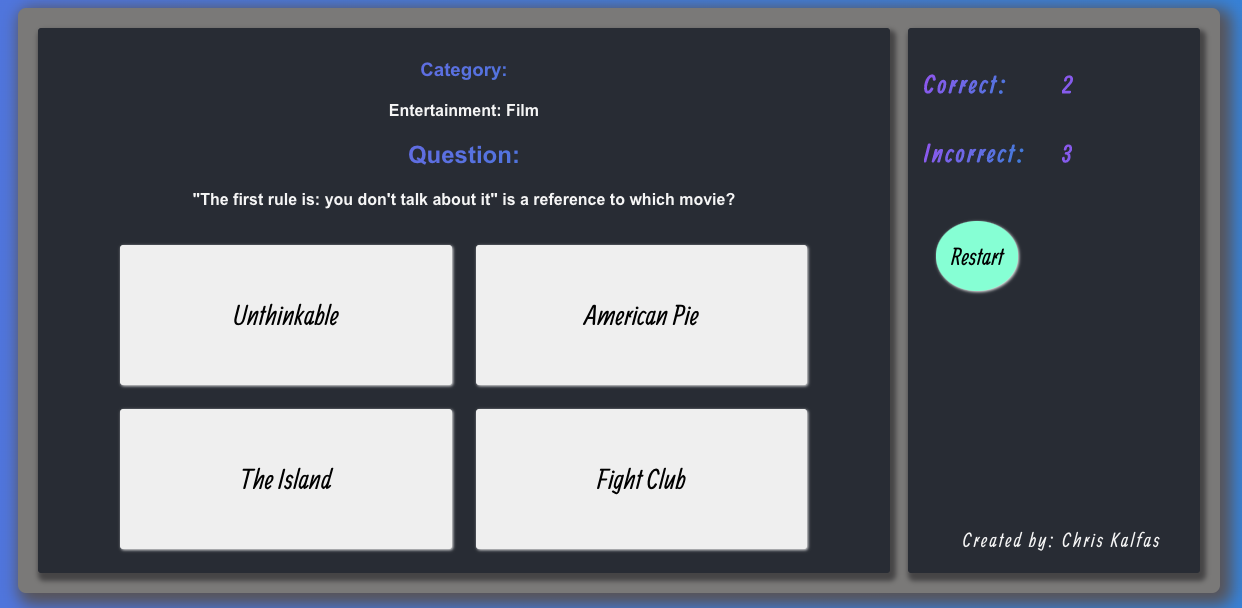 Category:
Entertainment: Film
Question:
"The first rule is: you don't talk about it" is a reference to which movie?
Unthinkable
American Pie
The Island
Fight Club
Correct: 2
Incorrect: 3
Restart
Created by: Chris Kalfas